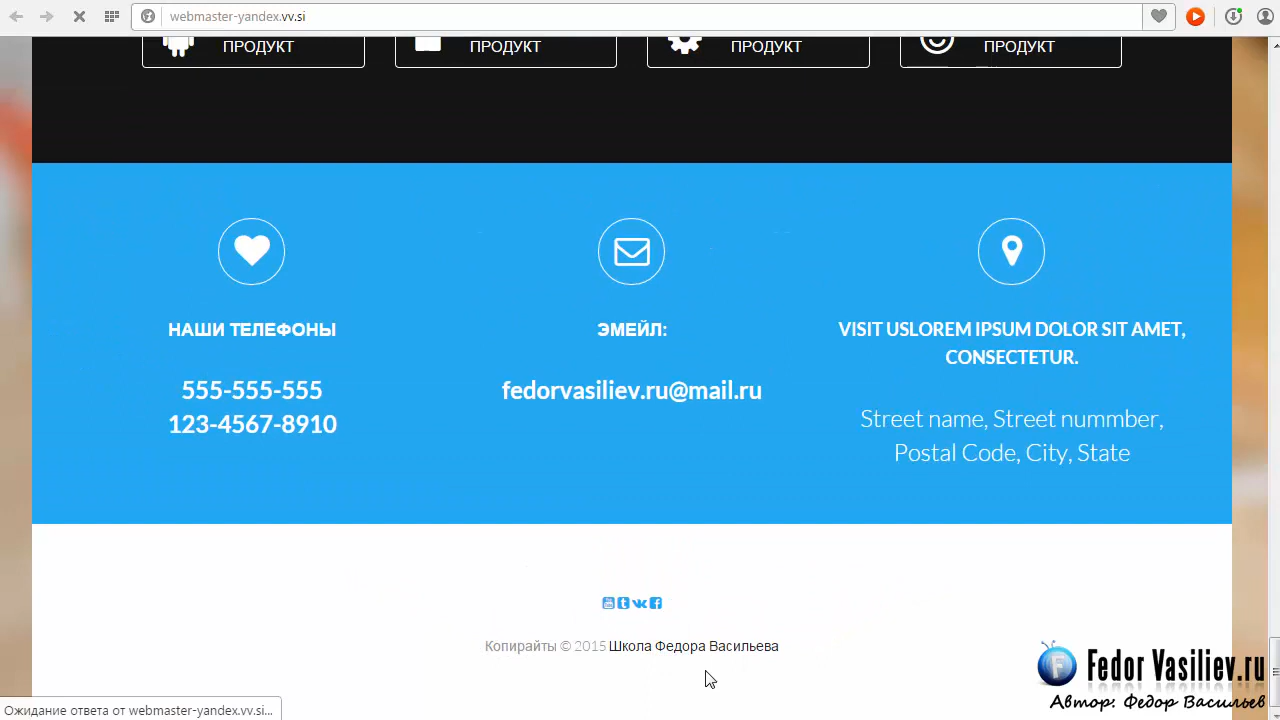 webmaster-yandex.vv.si
ПРОДУКТ ПРОДУКТ ПРОДУКТ ПРОДУКТ
НАШИ ТЕЛЕФОНЫ
555-555-555
123-4567-8910
ЭМЕЙЛ:
fedorvasiliev.ru@mail.ru
VISIT USLOREM IPSUM DOLOR SIT AMET,
CONSECTETUR.
Street name, Street nummber,
Postal Code, City, State
Копирайты © 2015 Школа Федора Васильева
Fedor Vasiliev.ru
Автор: Федор Васильев
Ожидание ответа от webmaster-yandex.vv.si...